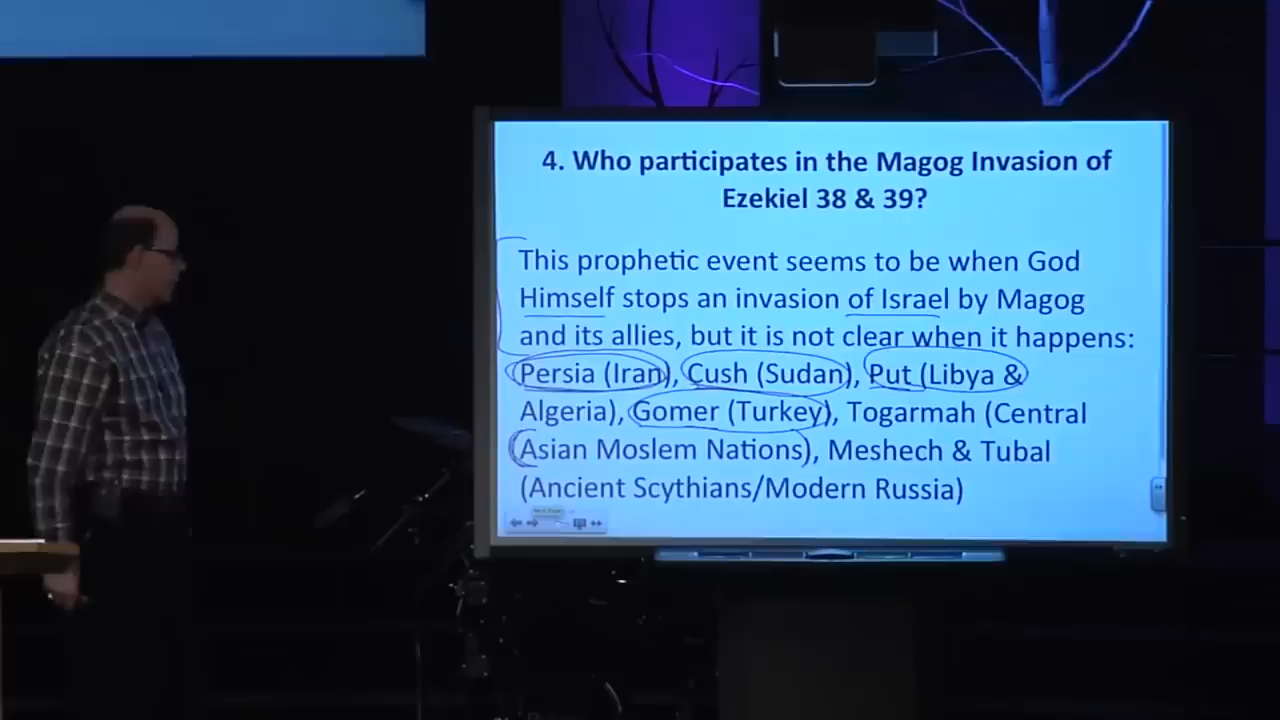 4. Who participates in the Magog Invasion of
Ezekiel 38 & 39?
This prophetic event seems to be when God
Himself stops an invasion of Israel by Magog
and its allies, but it is not clear when it happens:
Persia (Iran), Cush (Sudan), Put (Libya &
Algeria), Gomer (Turkey), Togarmah (Central
Asian Moslem Nations), Meshech & Tubal
(Ancient Scythians/Modern Russia)